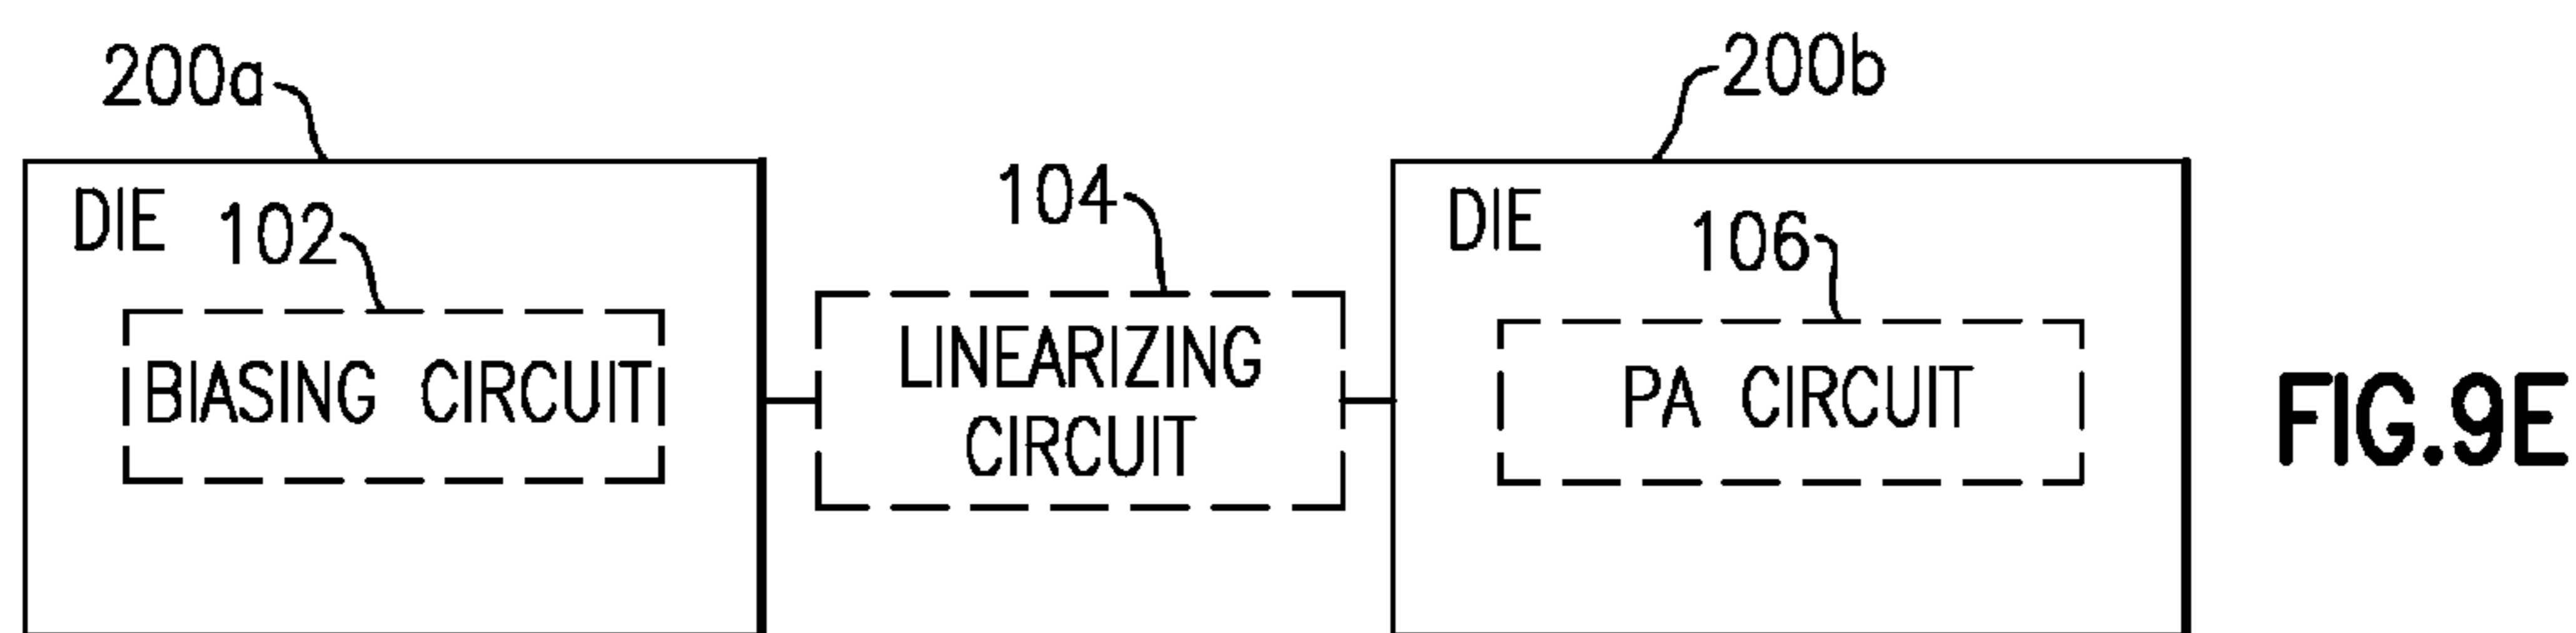 200a
200b
DIE
102
104
DIE
106
BIASING CIRCUIT
LINEARIZING
CIRCUIT
PA CIRCUIT
FIG.9E